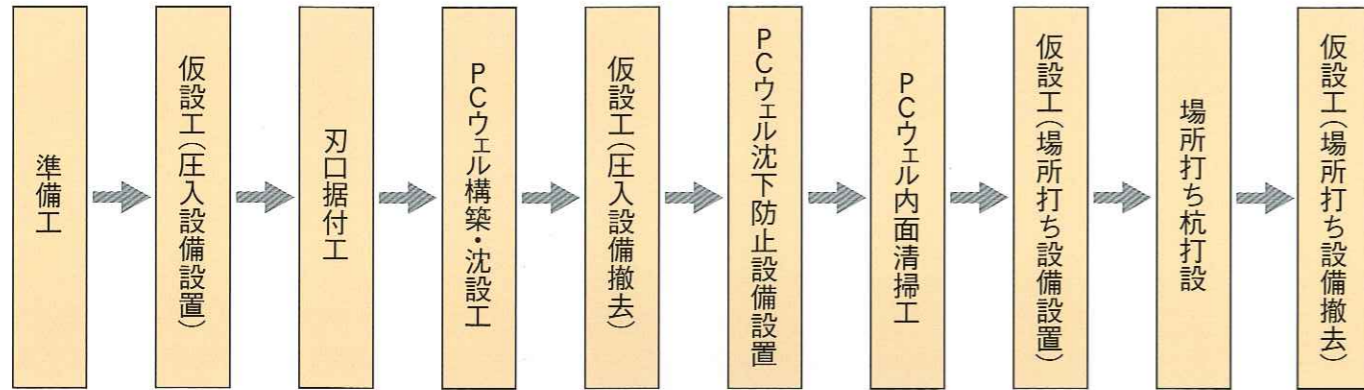 準備工
仮設工(圧入設備設置)
刃口据付工
PCウェル構築・沈設工
仮設工(圧入設備撤去)
PCウェル沈下防止設備設置
PCウェル内面清掃工
仮設工(場所打ち設備設置)
場所打ち杭打設
仮設工(場所打ち設備撤去)